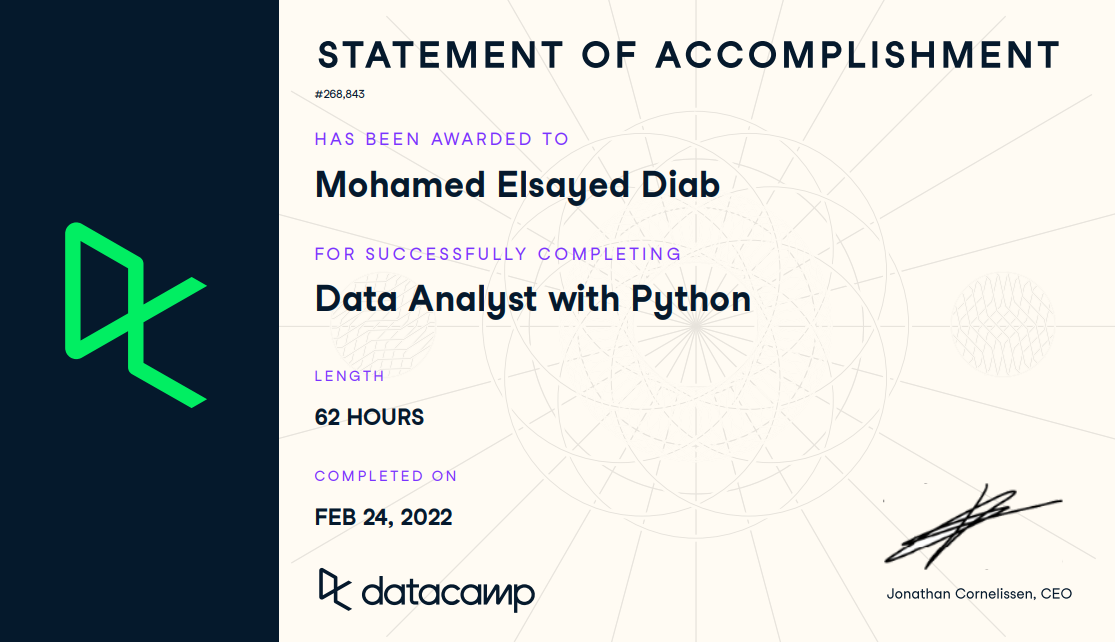 STATEMENT OF ACCOMPLISHMENT
#268,843
HAS BEEN AWARDED TO
Mohamed Elsayed Diab
FOR SUCCESSFULLY COMPLETING
Data Analyst with Python
LENGTH
62 HOURS
COMPLETED ON
FEB 24, 2022
datacamp
Jonathan Cornelissen, CEO